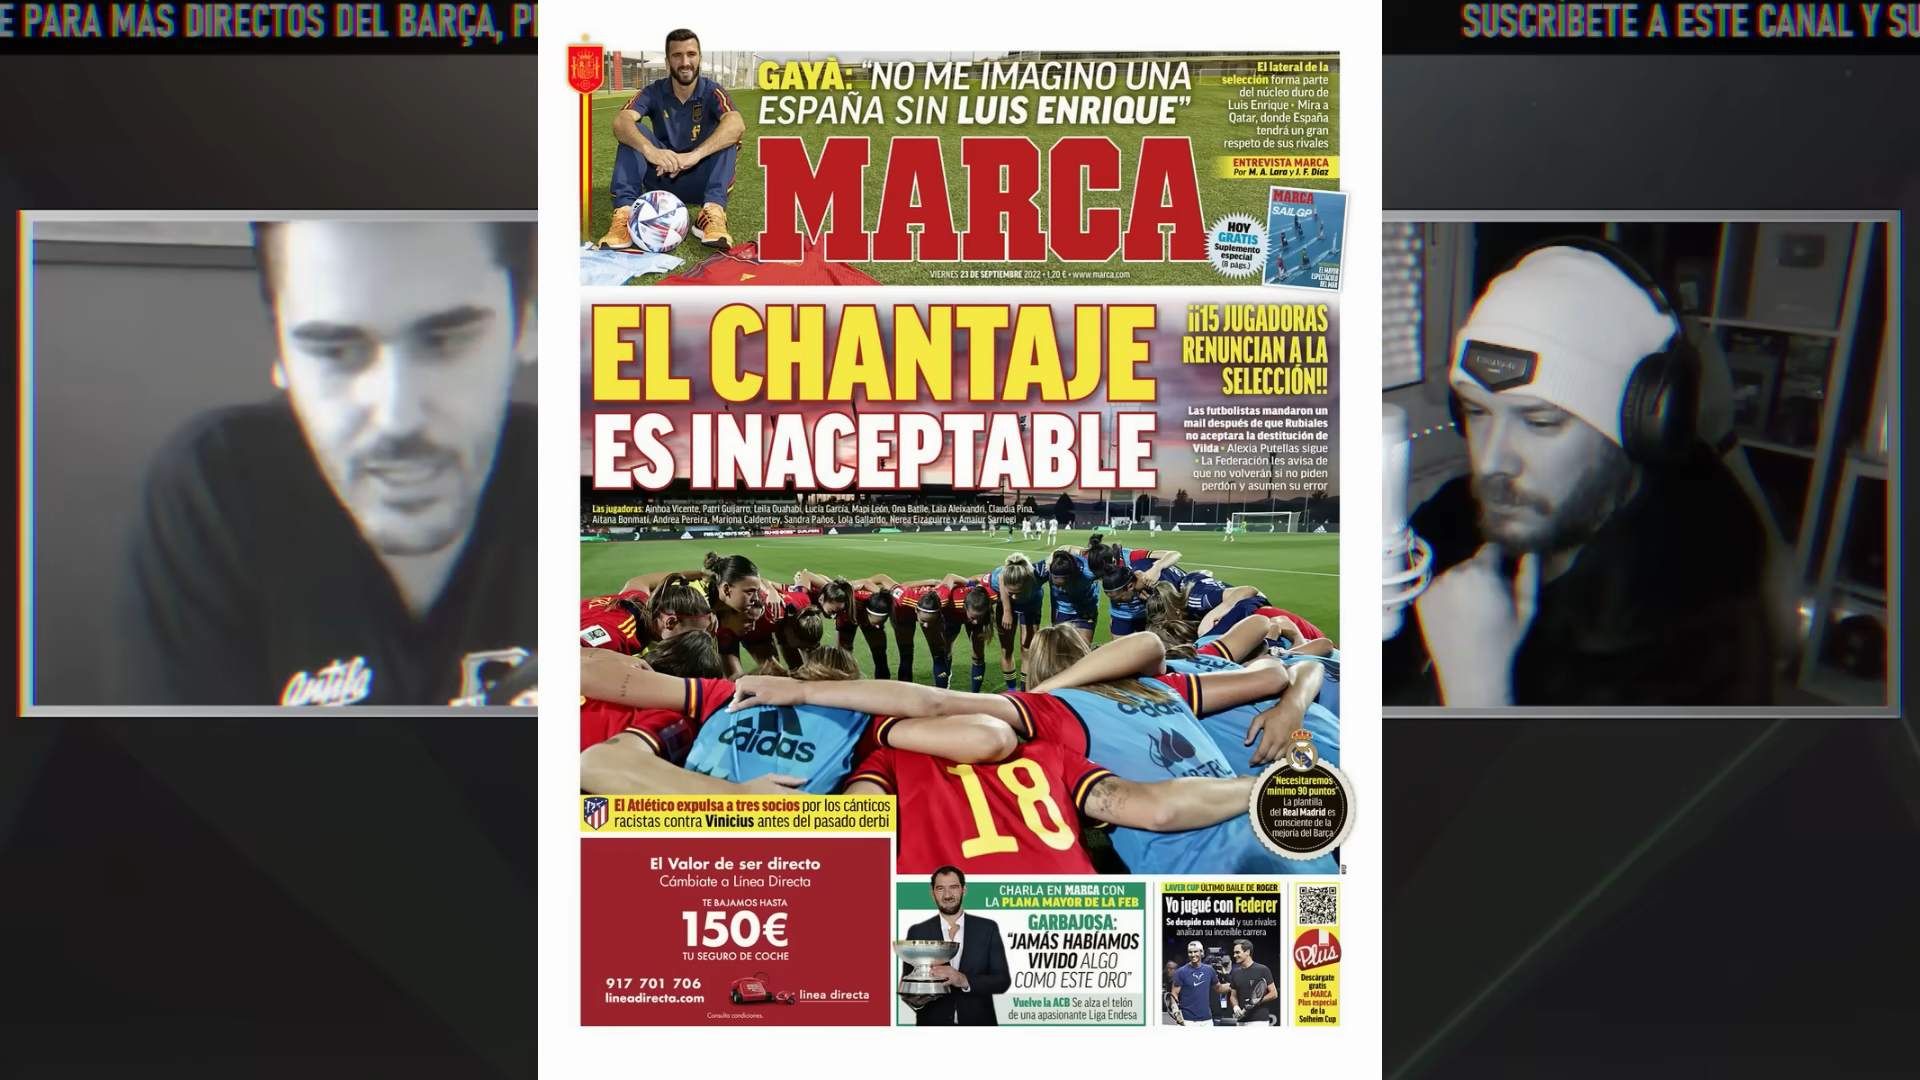 E PARA MÁS DIRECTOS DEL BARÇA,
SUSCRÍBETE A ESTE CANAL Y SU
GAYÀ: “NO ME IMAGINO UNA
ESPAÑA SIN LUIS ENRIQUE”
El lateral de la
selección forma parte
del núcleo duro de
Luis Enrique • Mira a
Qatar, donde España
tendrá un gran
respeto de sus rivales
ENTREVISTA MARCA
Por M. A. Lara y J. F. Díaz
MARCA
HOY
GRATIS
Suplemento
especial
(8 págs.)
MARCA
SAIL GP
EL MAYOR
ESPECTÁCULO
DEL MAR
VIERNES 23 DE SEPTIEMBRE 2022 • 1,20 € • www.marca.com
EL CHANTAJE
ES INACEPTABLE
¡¡15 JUGADORAS
RENUNCIAN A LA
SELECCIÓN!!
Las futbolistas mandaron un
mail después de que Rubiales
no aceptara la destitución de
Vilda • Alexia Putellas sigue
• La Federación les avisa de
que no volverán si no piden
perdón y asumen su error
Las jugadoras: Ainhoa Vicente, Patri Guijarro, Leila Ouahabi, Lucía García, Mapi León, Ona Batlle, Laia Aleixandri, Claudia Pina,
Aitana Bonmatí, Andrea Pereira, Mariona Caldentey, Sandra Paños, Lola Gallardo, Nerea Eizaguirre y Amaiur Sarriegi
antifa
adidas
adidas
18
“Necesitaremos
mínimo 90 puntos”
La plantilla
del Real Madrid es
consciente de la
mejoría del Barça
El Atlético expulsa a tres socios por los cánticos
racistas contra Vinicius antes del pasado derbi
El Valor de ser directo
Cámbiate a Línea Directa
TE BAJAMOS HASTA
150€
TU SEGURO DE COCHE
917 701 706
lineadirecta.com
linea directa
Consulta condiciones.
CHARLA EN MARCA CON
LA PLANA MAYOR DE LA FEB
GARBAJOSA:
“JAMÁS HABÍAMOS
VIVIDO ALGO
COMO ESTE ORO”
Vuelve la ACB Se alza el telón
de una apasionante Liga Endesa
LAVER CUP ÚLTIMO BAILE DE ROGER
Yo jugué con Federer
Se despide con Nadal y sus rivales
analizan su increíble carrera
Plus
Descárgate
gratis
el MARCA
Plus especial
de la
Solheim Cup